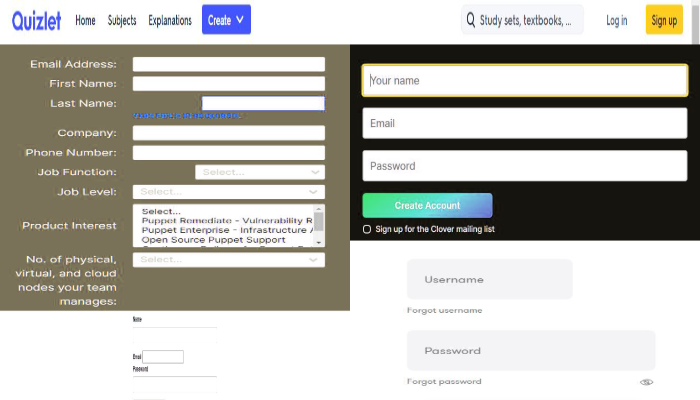 Quizlet Home Subjects Explanations Create Study sets, textbooks, ... Log in Sign up
Email Address:
First Name:
Last Name:
Company:
Phone Number:
Job Function: Select...
Job Level: Select...
Product Interest
Select...
Puppet Remediate - Vulnerability R
Puppet Enterprise - Infrastructure A
Open Source Puppet Support
No. of physical,
virtual, and cloud
nodes your team
manages:
Select...
Name
Email
Password
Your name
Email
Password
Create Account
Sign up for the Clover mailing list
Username
Forgot username
Password
Forgot password